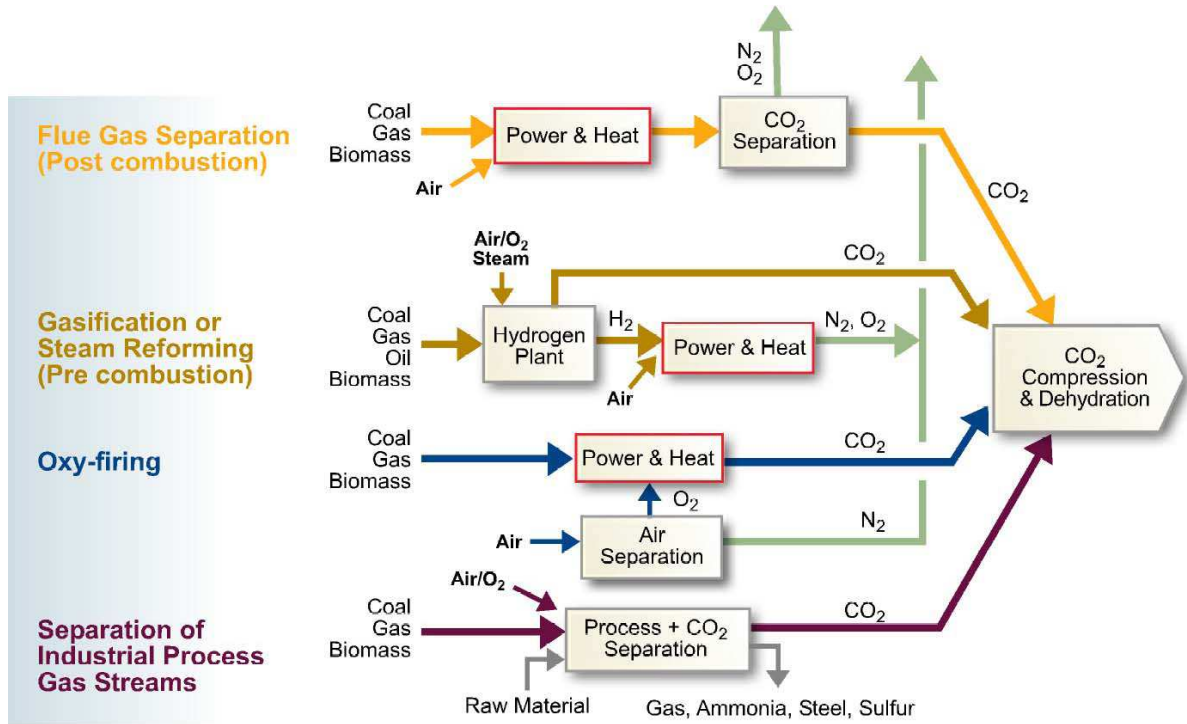 N₂
O₂
Flue Gas Separation
(Post combustion)
Coal
Gas
Biomass
Air
Power & Heat
CO₂
Separation
CO₂
Gasification or
Steam Reforming
(Pre combustion)
Air/O₂
Steam
Coal
Gas
Oil
Biomass
Hydrogen
Plant
H₂
Air
Power & Heat
N₂, O₂
CO₂
CO₂
Compression
& Dehydration
Oxy-firing
Coal
Gas
Biomass
Power & Heat
CO₂
O₂
Air
Air
Separation
N₂
Separation of
Industrial Process
Gas Streams
Air/O₂
Coal
Gas
Biomass
Process + CO₂
Separation
CO₂
Raw Material
Gas, Ammonia, Steel, Sulfur